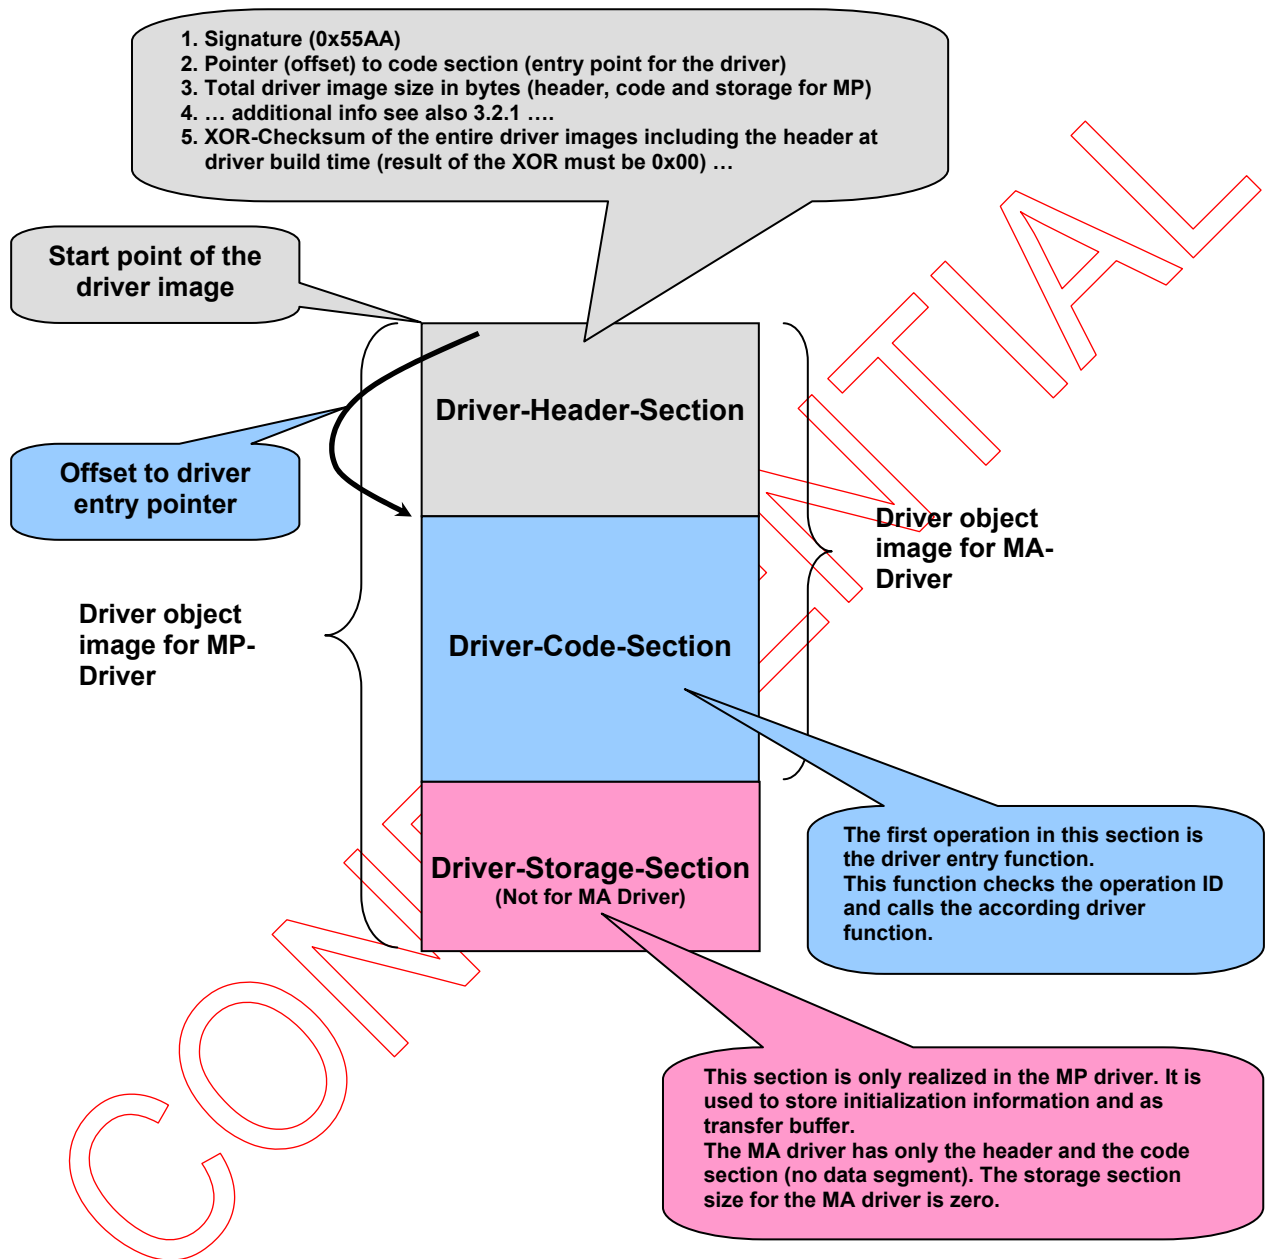 1. Signature (0x55AA)
2. Pointer (offset) to code section (entry point for the driver)
3. Total driver image size in bytes (header, code and storage for MP)
4. … additional info see also 3.2.1 ….
5. XOR-Checksum of the entire driver images including the header at
driver build time (result of the XOR must be 0x00) …
Start point of the
driver image
Driver-Header-Section
Offset to driver
entry pointer
Driver object
image for MA-
Driver
Driver object
image for MP-
Driver
Driver-Code-Section
The first operation in this section is
the driver entry function.
This function checks the operation ID
and calls the according driver
function.
Driver-Storage-Section
(Not for MA Driver)
This section is only realized in the MP driver. It is
used to store initialization information and as
transfer buffer.
The MA driver has only the header and the code
section (no data segment). The storage section
size for the MA driver is zero.
CONFIDENTIAL